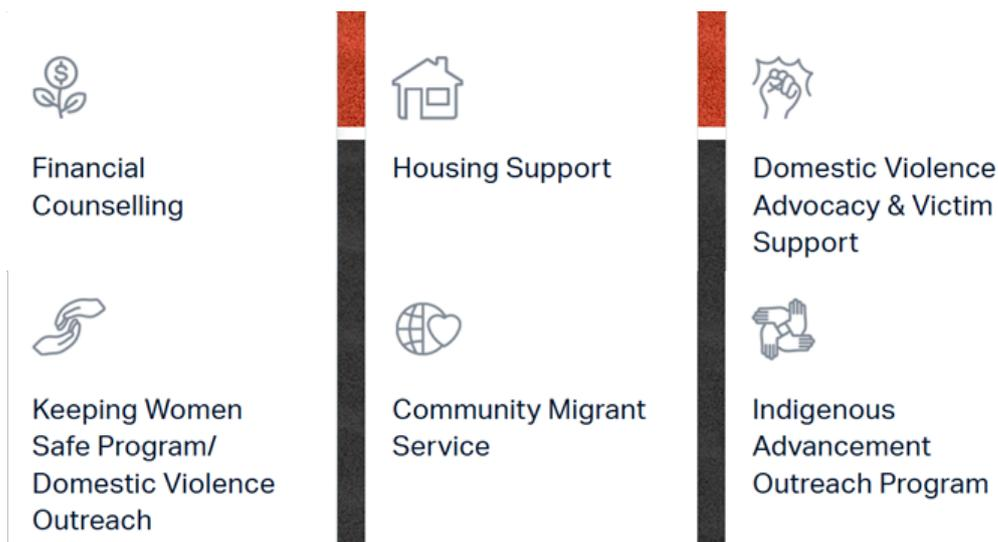 $
Financial
Counselling
Housing Support
Domestic Violence
Advocacy & Victim
Support
Keeping Women
Safe Program/
Domestic Violence
Outreach
Community Migrant
Service
Indigenous
Advancement
Outreach Program